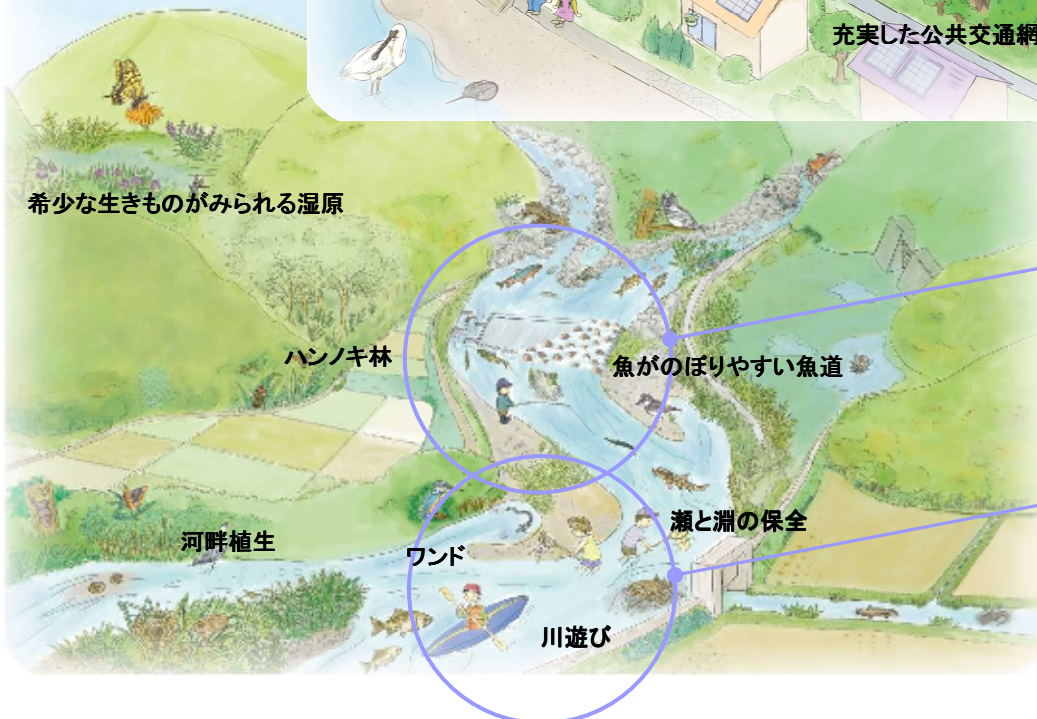 充実した公共交通網
希少な生きものがみられる湿原
ハンノキ林
魚がのぼりやすい魚道
瀬と淵の保全
河畔植生
ワンド
川遊び